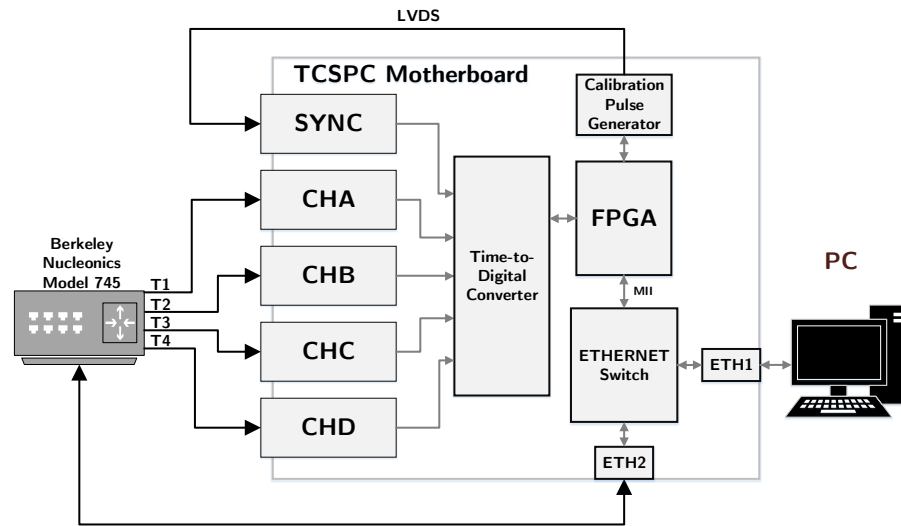 LVDS
TCSPC Motherboard
Calibration
Pulse
Generator
SYNC
CHA
CHB
CHC
CHD
Time-to-
Digital
Converter
FPGA
MII
ETHERNET
Switch
ETH1
ETH2
PC
Berkeley
Nucleonics
Model 745
T1
T2
T3
T4